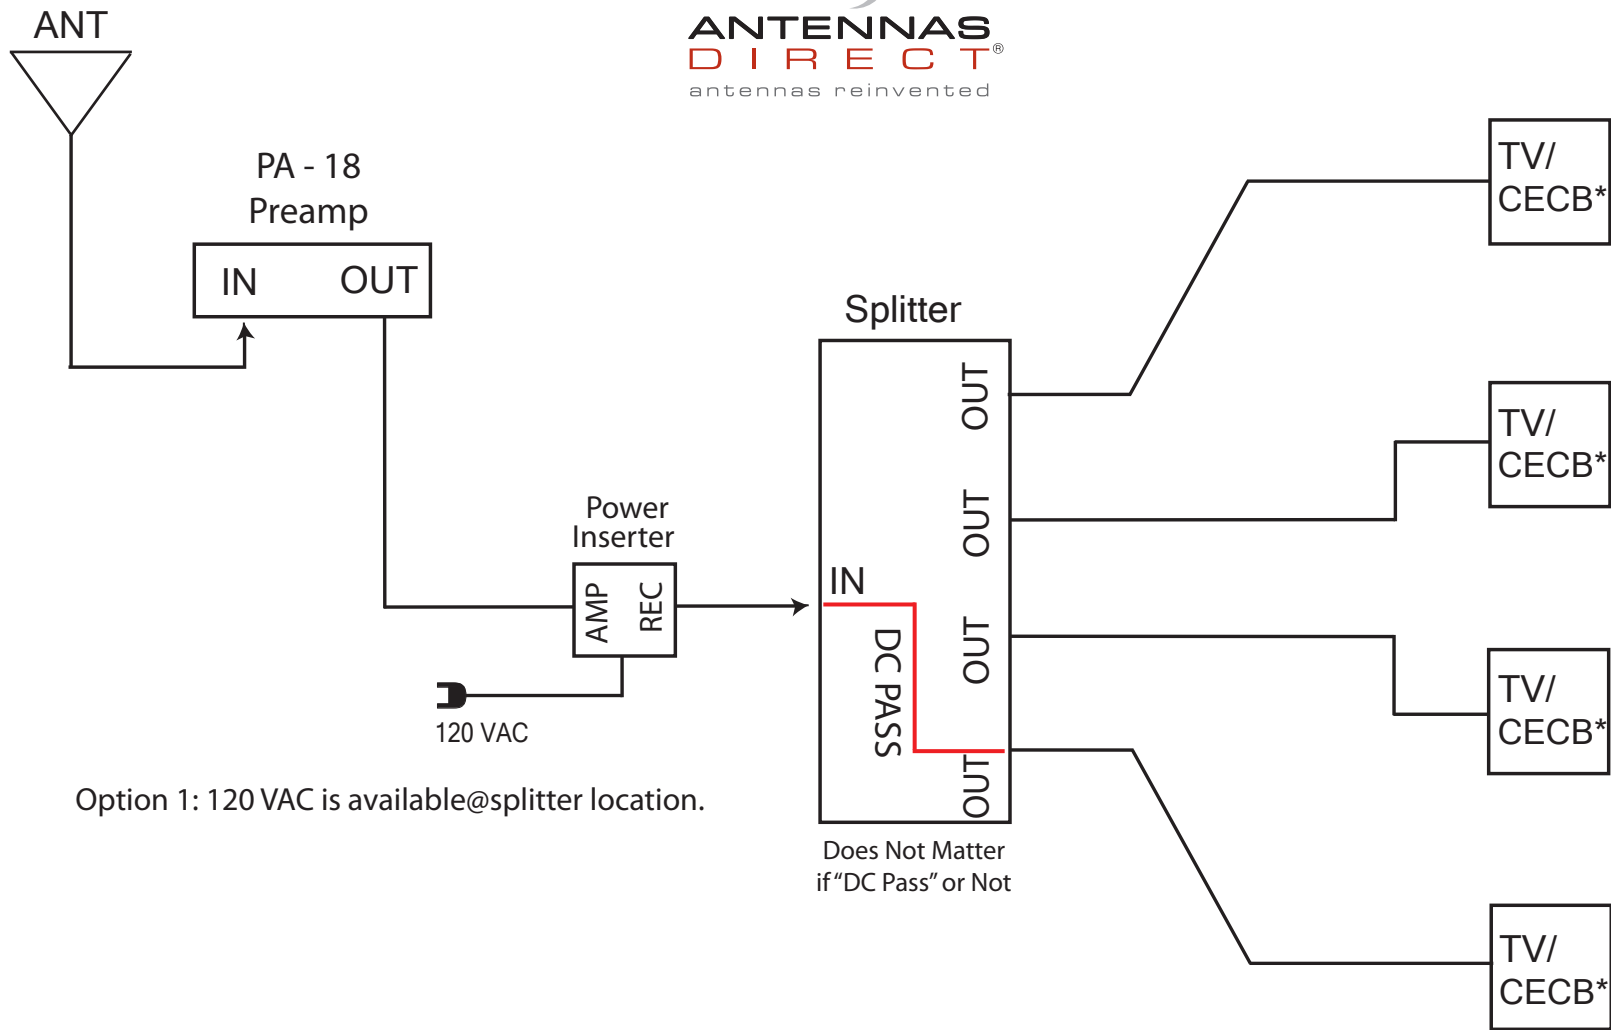 ANT
ANTENNAS
DIRECT®
antennas reinvented
PA - 18
Preamp
IN OUT
Splitter
OUT
OUT
OUT
OUT
IN
DC PASS
Does Not Matter
if "DC Pass" or Not
Power
Inserter
AMP
REC
120 VAC
Option 1: 120 VAC is available@splitter location.
TV/
CECB*
TV/
CECB*
TV/
CECB*
TV/
CECB*